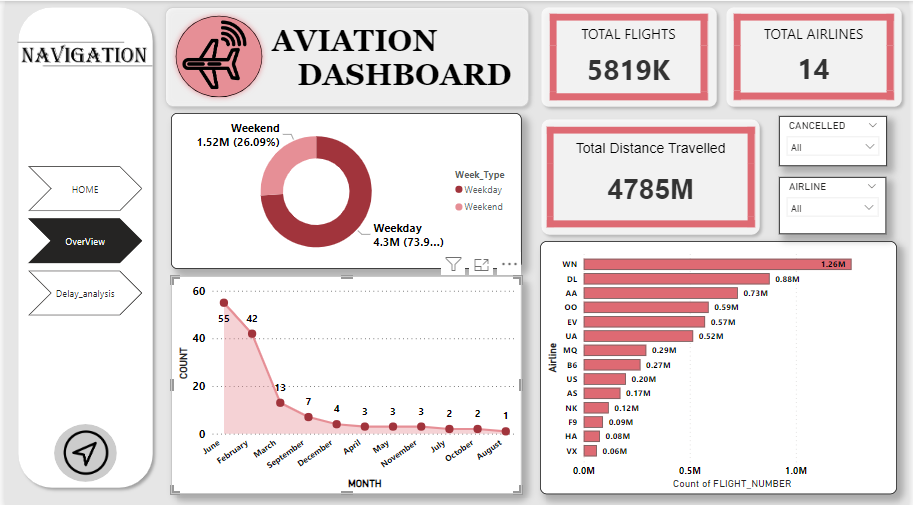 NAVIGATION
HOME
OverView
Delay_analysis
AVIATION
DASHBOARD
TOTAL FLIGHTS
5819K
TOTAL AIRLINES
14
Total Distance Travelled
4785M
CANCELLED
All
AIRLINE
All
Weekend
1.52M (26.09%)
Weekday
4.3M (73.9...)
Week_Type
Weekday
Weekend
COUNT
60
40
20
0
55
42
13
7
4
3
3
3
2
2
1
June
February
March
September
December
April
May
November
July
October
August
MONTH
Airline
WN 1.26M
DL 0.88M
AA 0.73M
OO 0.59M
EV 0.57M
UA 0.52M
MQ 0.29M
B6 0.27M
US 0.20M
AS 0.17M
NK 0.12M
F9 0.09M
HA 0.08M
VX 0.06M
0.0M 0.5M 1.0M
Count of FLIGHT_NUMBER